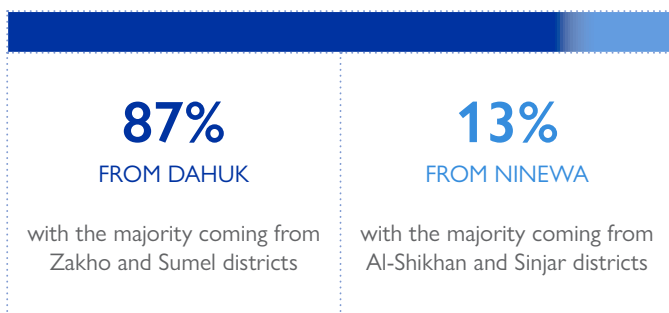 87%
FROM DAHUK
with the majority coming from
Zakho and Sumel districts
13%
FROM NINEWA
with the majority coming from
Al-Shikhan and Sinjar districts